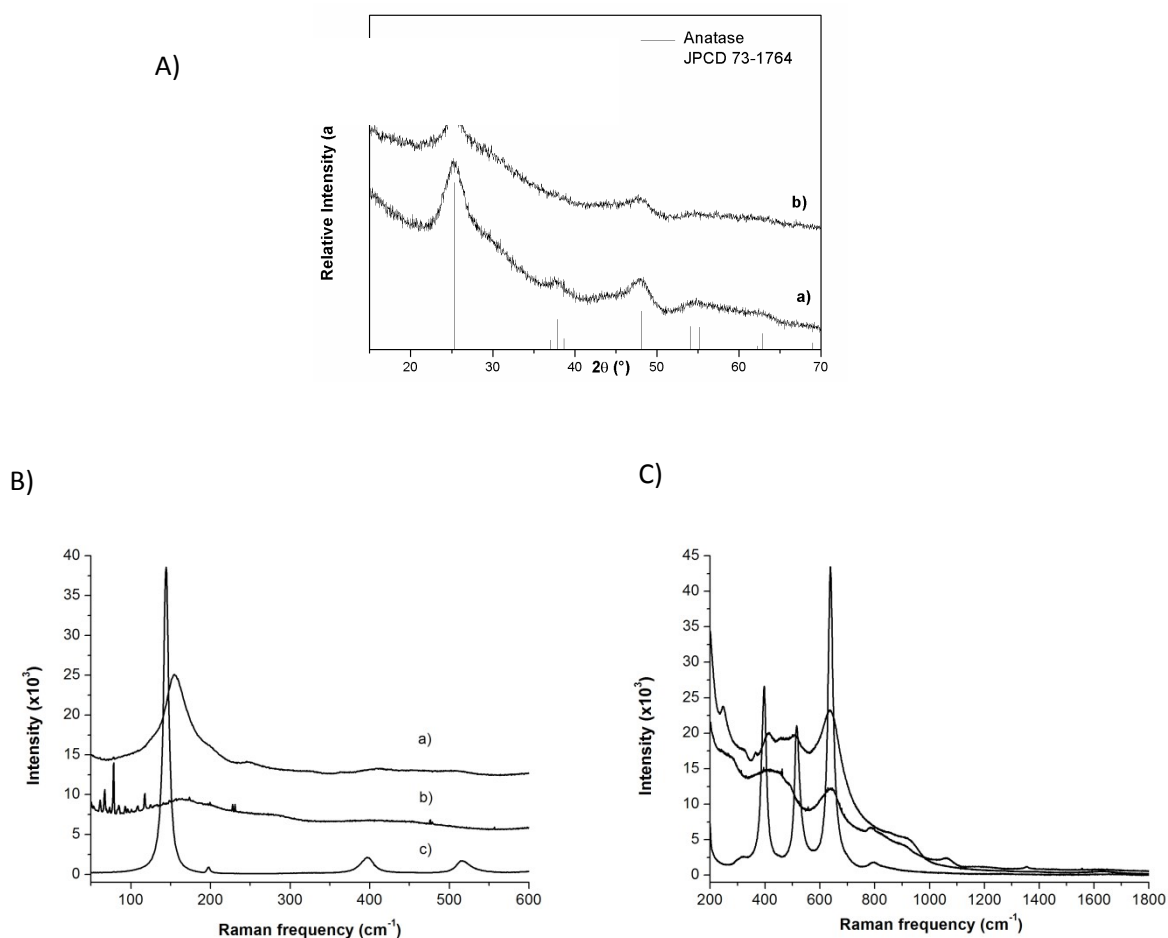 A)
Anatase
JPCD 73-1764
Relative Intensity (a
b)
a)
20 30 40 50 60 70
2θ (°)
B)
C)
40
35
30
25
20
15
10
5
0
Intensity (x10³)
a)
b)
c)
100 200 300 400 500 600
Raman frequency (cm⁻¹)
45
40
35
30
25
20
15
10
5
0
Intensity (x10³)
200 400 600 800 1000 1200 1400 1600 1800
Raman frequency (cm⁻¹)